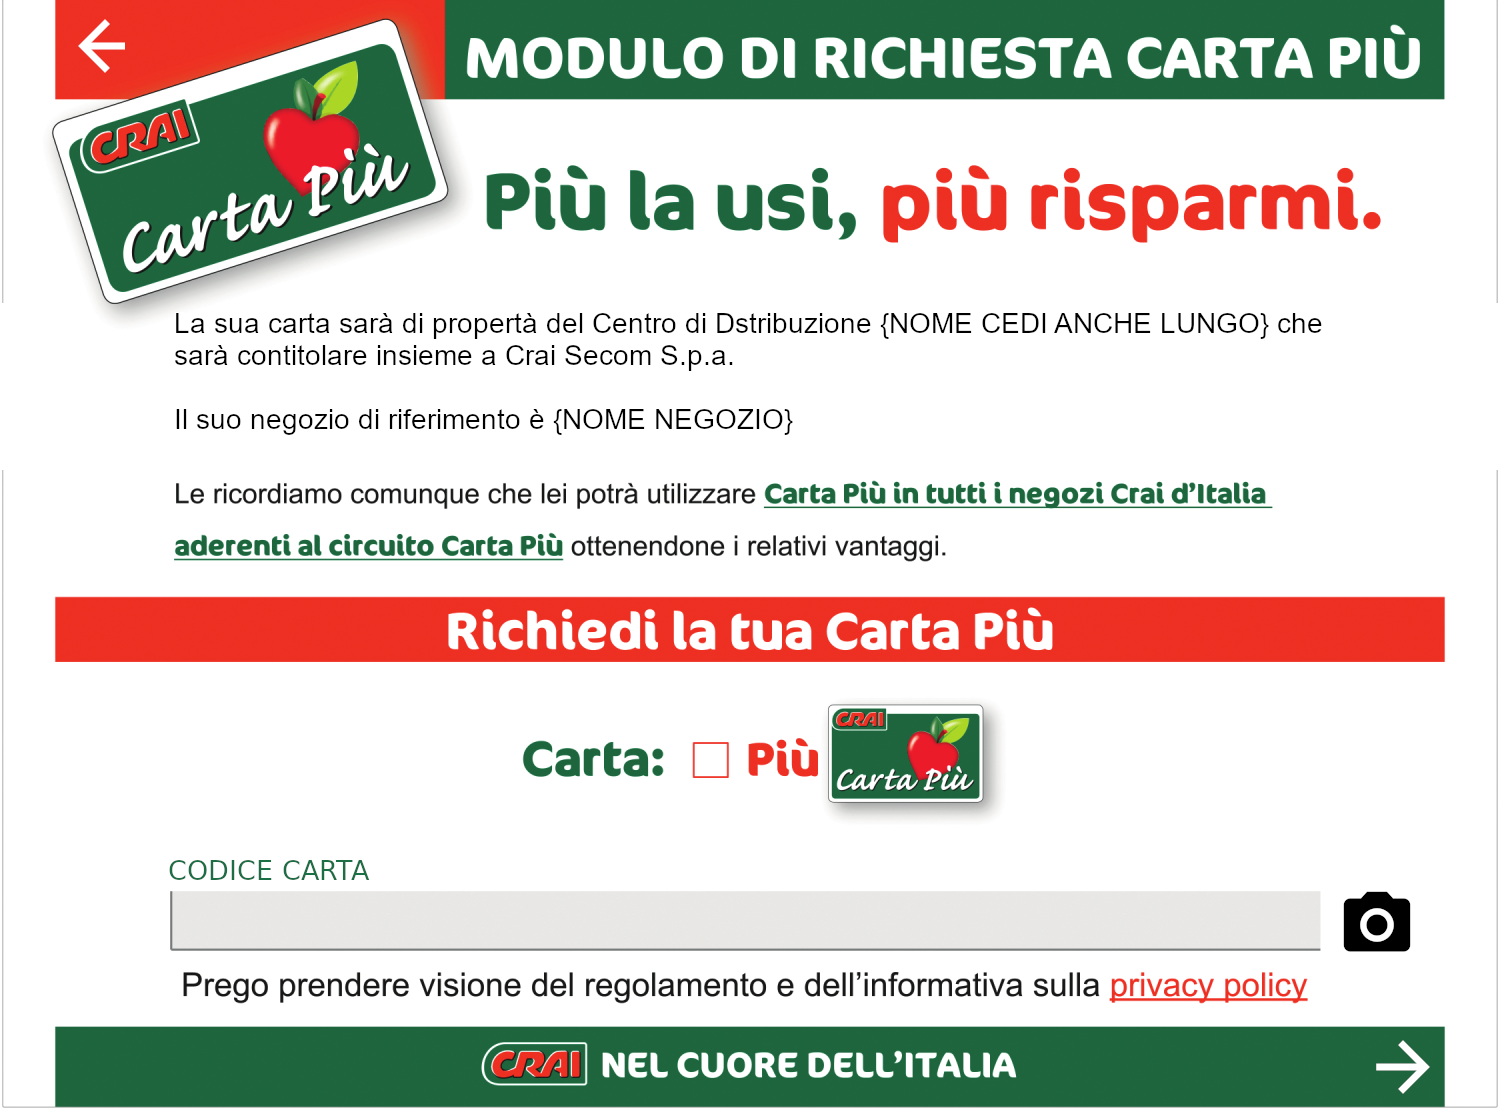 MODULO DI RICHIESTA CARTA PIÙ
CRAI
Carta Più
Più la usi, più risparmi.
La sua carta sarà di propertà del Centro di Dstribuzione {NOME CEDI ANCHE LUNGO} che
sarà contitolare insieme a Crai Secom S.p.a.
Il suo negozio di riferimento è {NOME NEGOZIO}
Le ricordiamo comunque che lei potrà utilizzare Carta Più in tutti i negozi Crai d'Italia
aderenti al circuito Carta Più ottenendone i relativi vantaggi.
Richiedi la tua Carta Più
Carta: Più
CRAI
Carta Più
CODICE CARTA
Prego prendere visione del regolamento e dell'informativa sulla privacy policy
CRAI NEL CUORE DELL'ITALIA